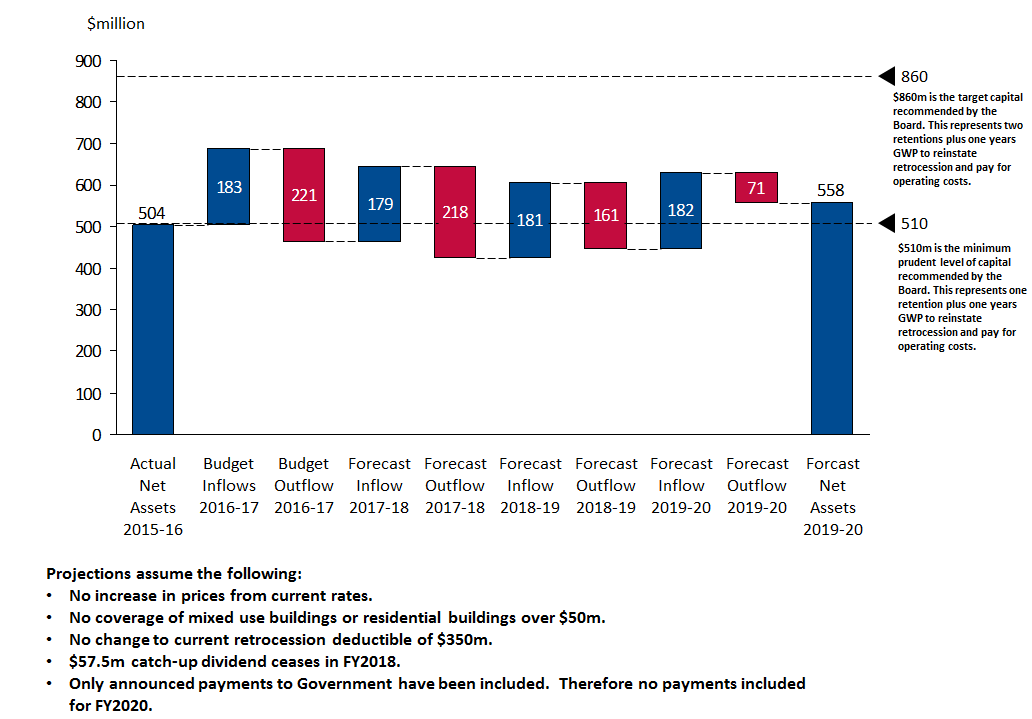 $million
900
800
700
600
500
400
300
200
100
0
504
183
221
179
218
181
161
182
71
558
860
$860m is the target capital
recommended by the
Board. This represents two
retentions plus one years
GWP to reinstate
retrocession and pay for
operating costs.
510
$510m is the minimum
prudent level of capital
recommended by the
Board. This represents one
retention plus one years
GWP to reinstate
retrocession and pay for
operating costs.
Actual
Net
Assets
2015-16
Budget
Inflows
2016-17
Budget
Outflow
2016-17
Forecast
Inflow
2017-18
Forecast
Outflow
2017-18
Forecast
Inflow
2018-19
Forecast
Outflow
2018-19
Forecast
Inflow
2019-20
Forecast
Outflow
2019-20
Forcast
Net
Assets
2019-20
Projections assume the following:
• No increase in prices from current rates.
• No coverage of mixed use buildings or residential buildings over $50m.
• No change to current retrocession deductible of $350m.
• $57.5m catch-up dividend ceases in FY2018.
• Only announced payments to Government have been included. Therefore no payments included
for FY2020.